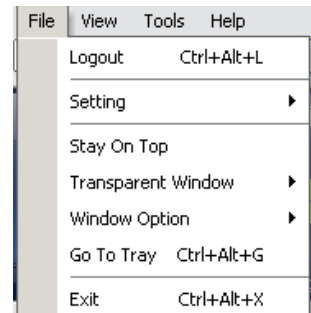 File View Tools Help
Logout Ctrl+Alt+L
Setting
Stay On Top
Transparent Window
Window Option
Go To Tray Ctrl+Alt+G
Exit Ctrl+Alt+X